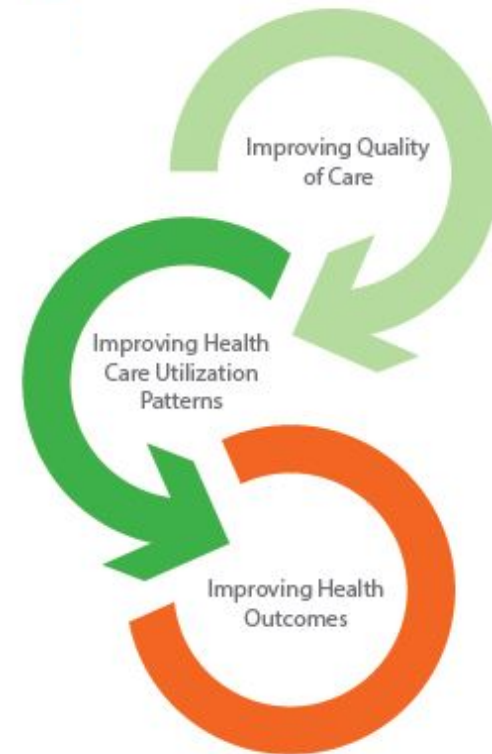 Improving Quality
of Care
Improving Health
Care Utilization
Patterns
Improving Health
Outcomes